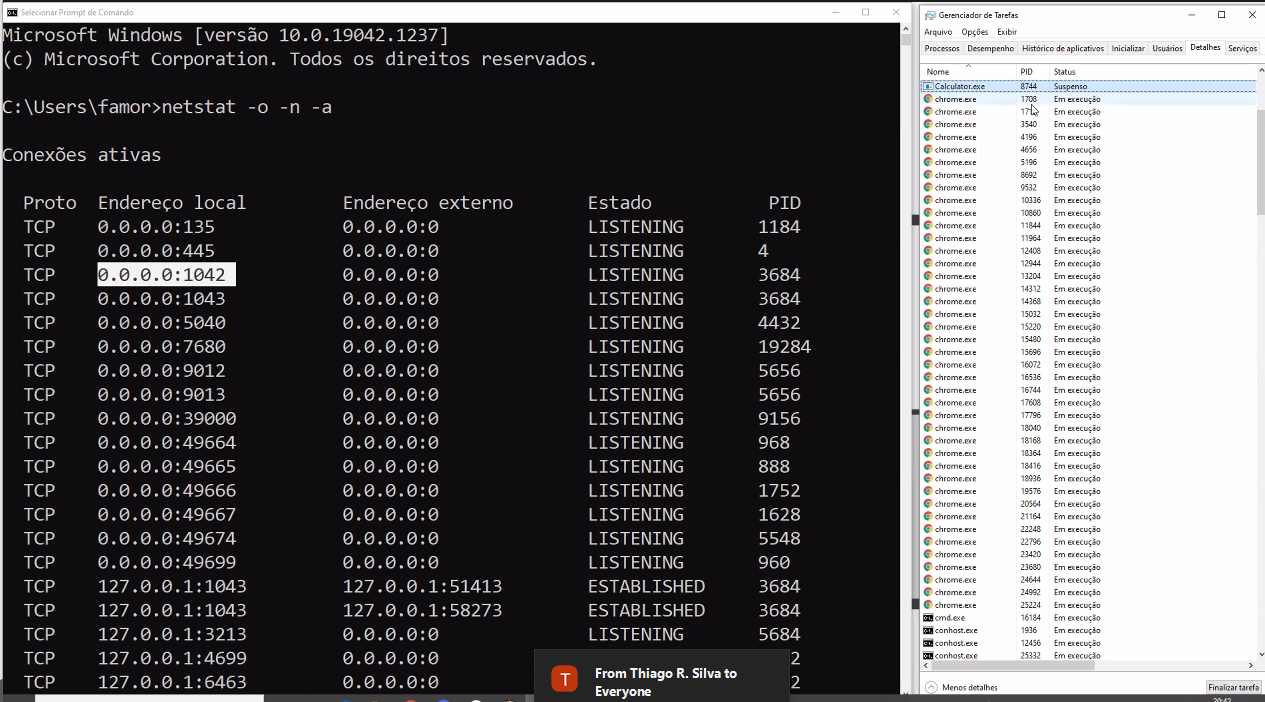 Selecionar Prompt de Comando
Microsoft Windows [versão 10.0.19042.1237]
(c) Microsoft Corporation. Todos os direitos reservados.
C:\Users\famor>netstat -o -n -a
Conexões ativas
Proto Endereço local Endereço externo Estado PID
TCP 0.0.0.0:135 0.0.0.0:0 LISTENING 1184
TCP 0.0.0.0:445 0.0.0.0:0 LISTENING 4
TCP 0.0.0.0:1042 0.0.0.0:0 LISTENING 3684
TCP 0.0.0.0:1043 0.0.0.0:0 LISTENING 3684
TCP 0.0.0.0:5040 0.0.0.0:0 LISTENING 4432
TCP 0.0.0.0:7680 0.0.0.0:0 LISTENING 19284
TCP 0.0.0.0:9012 0.0.0.0:0 LISTENING 5656
TCP 0.0.0.0:9013 0.0.0.0:0 LISTENING 5656
TCP 0.0.0.0:39000 0.0.0.0:0 LISTENING 9156
TCP 0.0.0.0:49664 0.0.0.0:0 LISTENING 968
TCP 0.0.0.0:49665 0.0.0.0:0 LISTENING 888
TCP 0.0.0.0:49666 0.0.0.0:0 LISTENING 1752
TCP 0.0.0.0:49667 0.0.0.0:0 LISTENING 1628
TCP 0.0.0.0:49674 0.0.0.0:0 LISTENING 5548
TCP 0.0.0.0:49699 0.0.0.0:0 LISTENING 960
TCP 127.0.0.1:1043 127.0.0.1:51413 ESTABLISHED 3684
TCP 127.0.0.1:1043 127.0.0.1:58273 ESTABLISHED 3684
TCP 127.0.0.1:3213 0.0.0.0:0 LISTENING 5684
TCP 127.0.0.1:4699 0.0.0.0:0
TCP 127.0.0.1:6463 0.0.0.0:0
T
From Thiago R. Silva to
Everyone
Gerenciador de Tarefas
Arquivo Opções Exibir
Processos Desempenho Histórico de aplicativos Inicializar Usuários Detalhes Serviços
Nome PID Status
Calculator.exe 8744 Suspenso
chrome.exe 1708 Em execução
chrome.exe Em execução
chrome.exe 3540 Em execução
chrome.exe 4196 Em execução
chrome.exe 4656 Em execução
chrome.exe 5196 Em execução
chrome.exe 8692 Em execução
chrome.exe 9532 Em execução
chrome.exe 10336 Em execução
chrome.exe 10860 Em execução
chrome.exe 11844 Em execução
chrome.exe 11964 Em execução
chrome.exe 12408 Em execução
chrome.exe 12944 Em execução
chrome.exe 13204 Em execução
chrome.exe 14312 Em execução
chrome.exe 14368 Em execução
chrome.exe 15032 Em execução
chrome.exe 15220 Em execução
chrome.exe 15480 Em execução
chrome.exe 15696 Em execução
chrome.exe 16072 Em execução
chrome.exe 16536 Em execução
chrome.exe 16744 Em execução
chrome.exe 17608 Em execução
chrome.exe 17796 Em execução
chrome.exe 18040 Em execução
chrome.exe 18168 Em execução
chrome.exe 18364 Em execução
chrome.exe 18416 Em execução
chrome.exe 18936 Em execução
chrome.exe 19576 Em execução
chrome.exe 20564 Em execução
chrome.exe 21164 Em execução
chrome.exe 22248 Em execução
chrome.exe 22796 Em execução
chrome.exe 23420 Em execução
chrome.exe 23680 Em execução
chrome.exe 24644 Em execução
chrome.exe 24992 Em execução
chrome.exe 25224 Em execução
cmd.exe 16184 Em execução
conhost.exe 1936 Em execução
conhost.exe 12456 Em execução
conhost.exe 25332 Em execução
Menos detalhes Finalizar tarefa